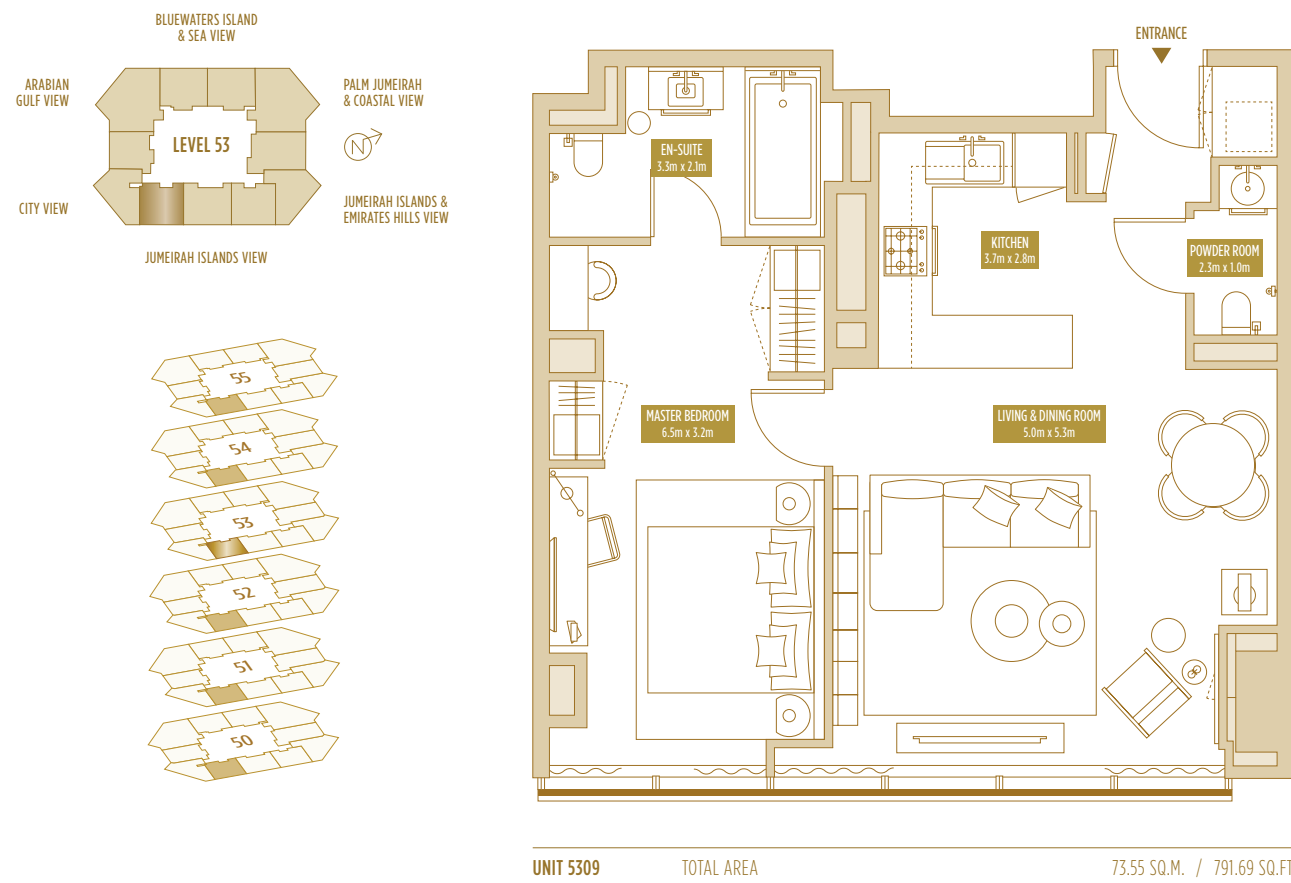 BLUEWATERS ISLAND
& SEA VIEW
ARABIAN
GULF VIEW
PALM JUMEIRAH
& COASTAL VIEW
LEVEL 53
N
CITY VIEW
JUMEIRAH ISLANDS &
EMIRATES HILLS VIEW
JUMEIRAH ISLANDS VIEW
55
54
53
52
51
50
ENTRANCE
EN-SUITE
3.3m x 2.1m
KITCHEN
3.7m x 2.8m
POWDER ROOM
2.3m x 1.0m
MASTER BEDROOM
6.5m x 3.2m
LIVING & DINING ROOM
5.0m x 5.3m
UNIT 5309 TOTAL AREA 73.55 SQ.M. / 791.69 SQ.FT